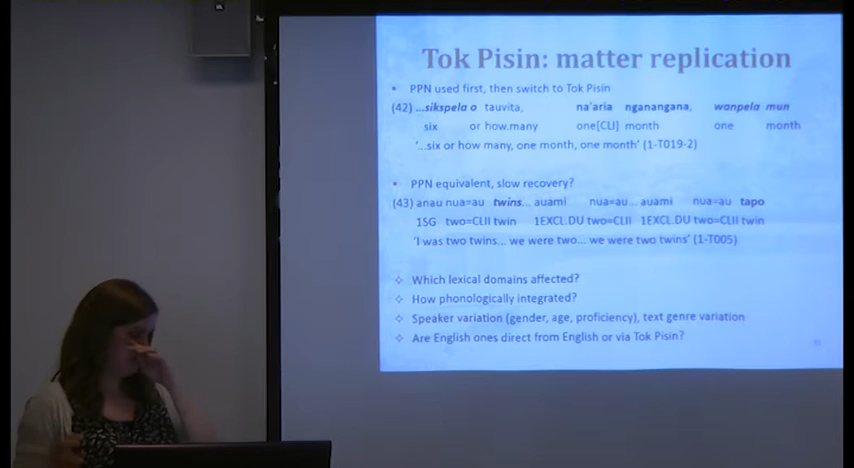 Tok Pisin: matter replication
• PPN used first, then switch to Tok Pisin
(42) ...sikspela o tauvita, na'aria nganangana, wanpela mun
six or how.many one[CLI] month one month
'...six or how many, one month, one month' (1-T019-2)
• PPN equivalent, slow recovery?
(43) anau nua=au twins... auami nua=au... auami nua=au tapo
1SG two=CLII twin 1EXCL.DU two=CLII 1EXCL.DU two=CLII twin
'I was two twins... we were two... we were two twins' (1-T005)
✧ Which lexical domains affected?
✧ How phonologically integrated?
✧ Speaker variation (gender, age, proficiency), text genre variation
✧ Are English ones direct from English or via Tok Pisin?